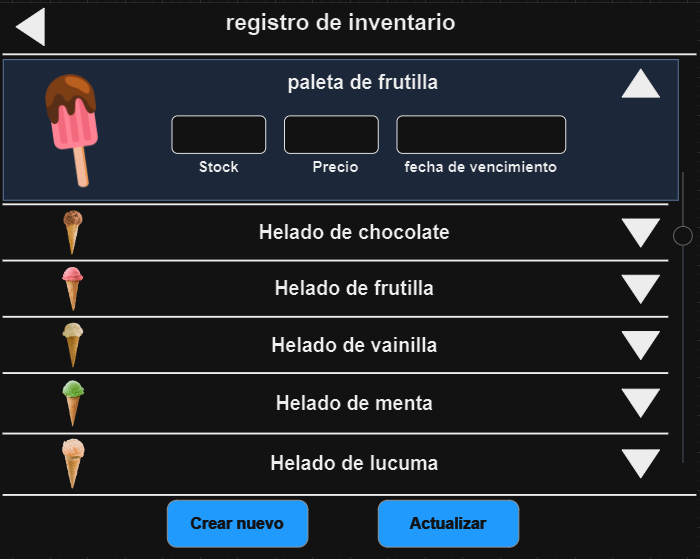 registro de inventario
paleta de frutilla
Stock
Precio
fecha de vencimiento
Helado de chocolate
Helado de frutilla
Helado de vainilla
Helado de menta
Helado de lucuma
Crear nuevo
Actualizar